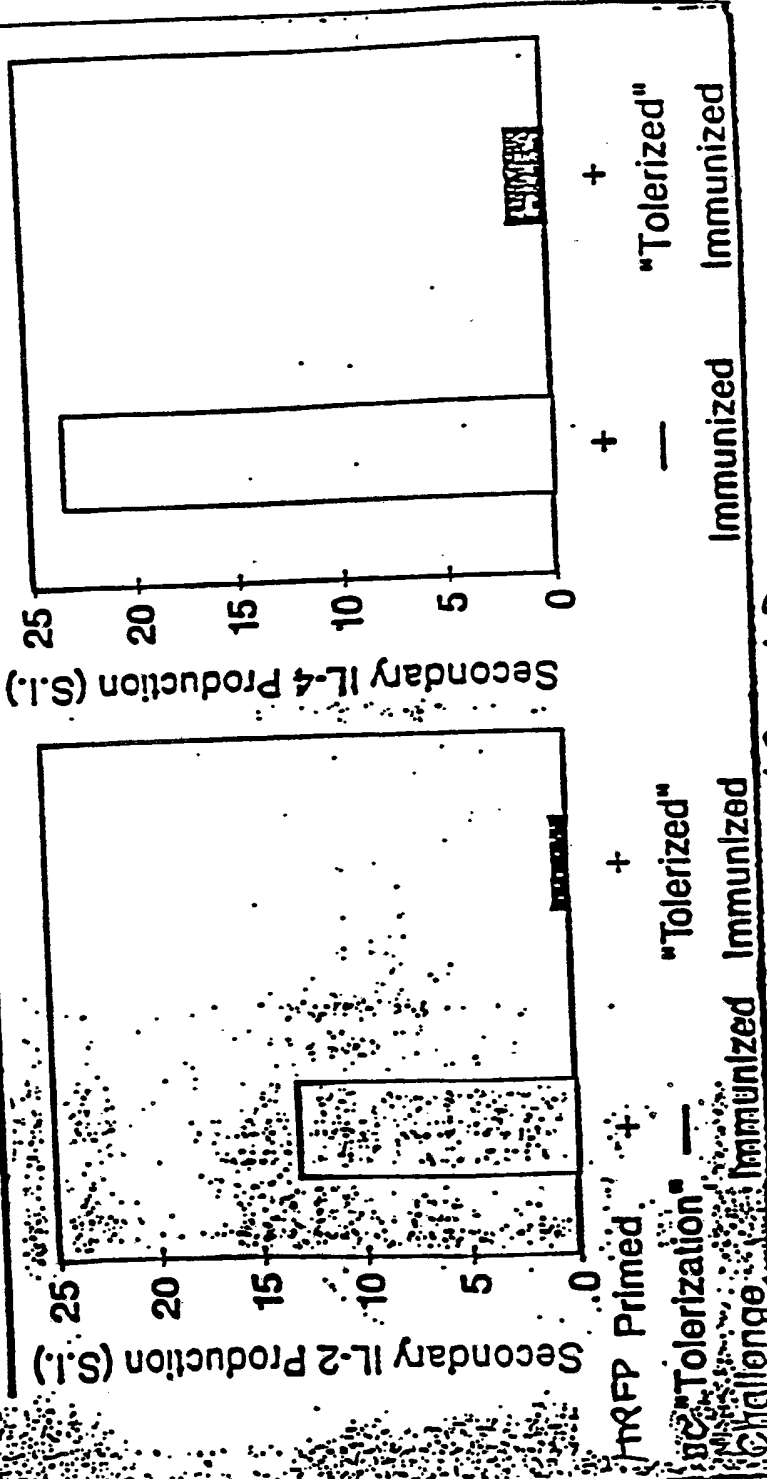 Secondary IL-2 Production (S.I.)
25
20
15
10
5
0
Secondary IL-4 Production (S.I.)
25
20
15
10
5
0
Primed + + + +
"Tolerization" — "Tolerized" — "Tolerized"
Challenge Immunized Immunized Immunized Immunized